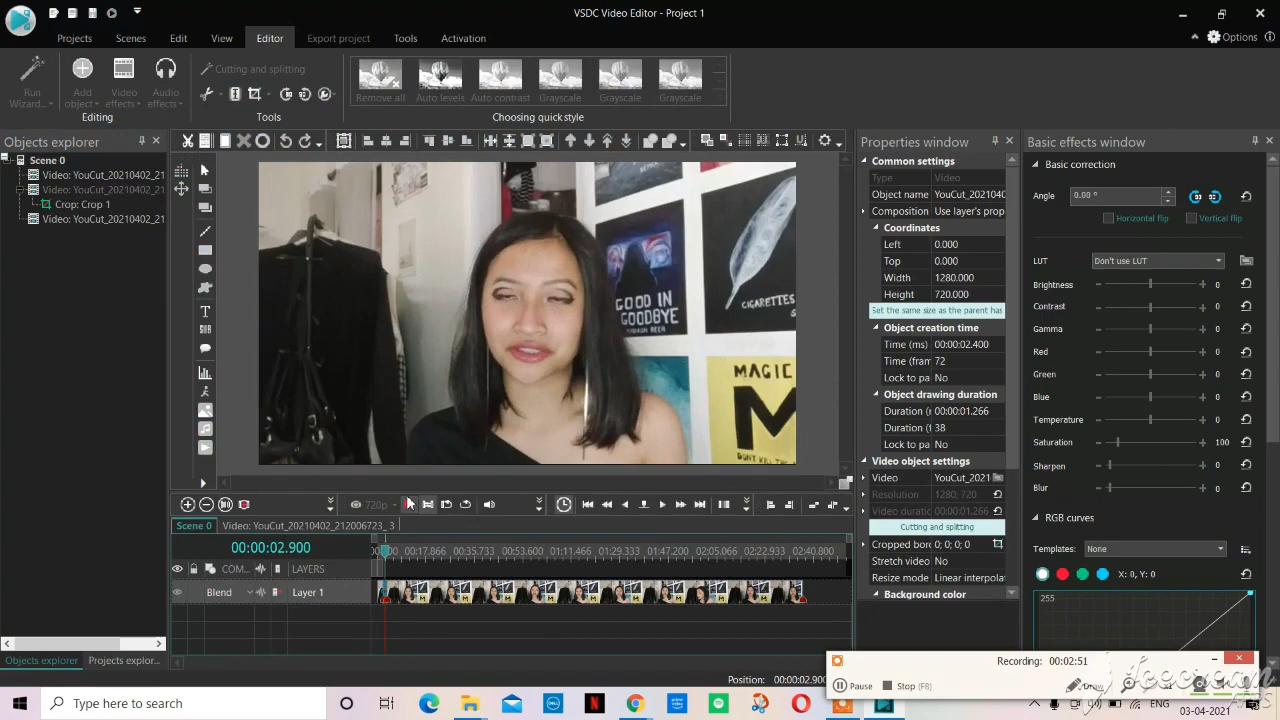 VSDC Video Editor - Project 1
Projects Scenes Edit View Editor Export project Tools Activation
Options
Run Wizard...
Add object
Video effects
Audio effects
Cutting and splitting
Editing
Tools
Remove all Auto levels Auto contrast Grayscale Grayscale Grayscale
Choosing quick style
Objects explorer
Scene 0
Video: YouCut_20210402_21
Video: YouCut_20210402_21
Crop: Crop 1
Video: YouCut_20210402_21
Objects explorer Projects explor...
GOOD IN
GOODBYE
CIGARETTES
MAGIC
M
DON'T KILL THE
Properties window
Common settings
Type Video
Object name YouCut_202104C
Composition Use layer's prop
Coordinates
Left 0.000
Top 0.000
Width 1280.000
Height 720.000
Set the same size as the parent has
Object creation time
Time (ms) 00:00:02.400
Time (fram 72
Lock to pa No
Object drawing duration
Duration (r 00:00:01.266
Duration (f 38
Lock to pa No
Video object settings
Video YouCut_2021
Resolution 1280; 720
Video duratic 00:00:01.266
Cutting and splitting
Cropped borc 0; 0; 0; 0
Stretch video No
Resize mode Linear interpola
Background color
Basic effects window
Basic correction
Angle 0.00 °
Horizontal flip Vertical flip
LUT Don't use LUT
Brightness 0
Contrast 0
Gamma 0
Red 0
Green 0
Blue 0
Temperature 0
Saturation 100
Sharpen 0
Blur 0
RGB curves
Templates: None
X: 0, Y: 0
255
720p
Scene 0 Video: YouCut_20210402_212006723_3
00:00:02.900
00:17.866 00:35.733 00:53.600 01:11.466 01:29.333 01:47.200 02:05.066 02:22.933 02:40.800
COM... LAYERS
Blend Layer 1
Position: 00:00:02.900
Recording: 00:02:51
Pause Stop (F8) Draw
Type here to search
ENG
03-04-2021